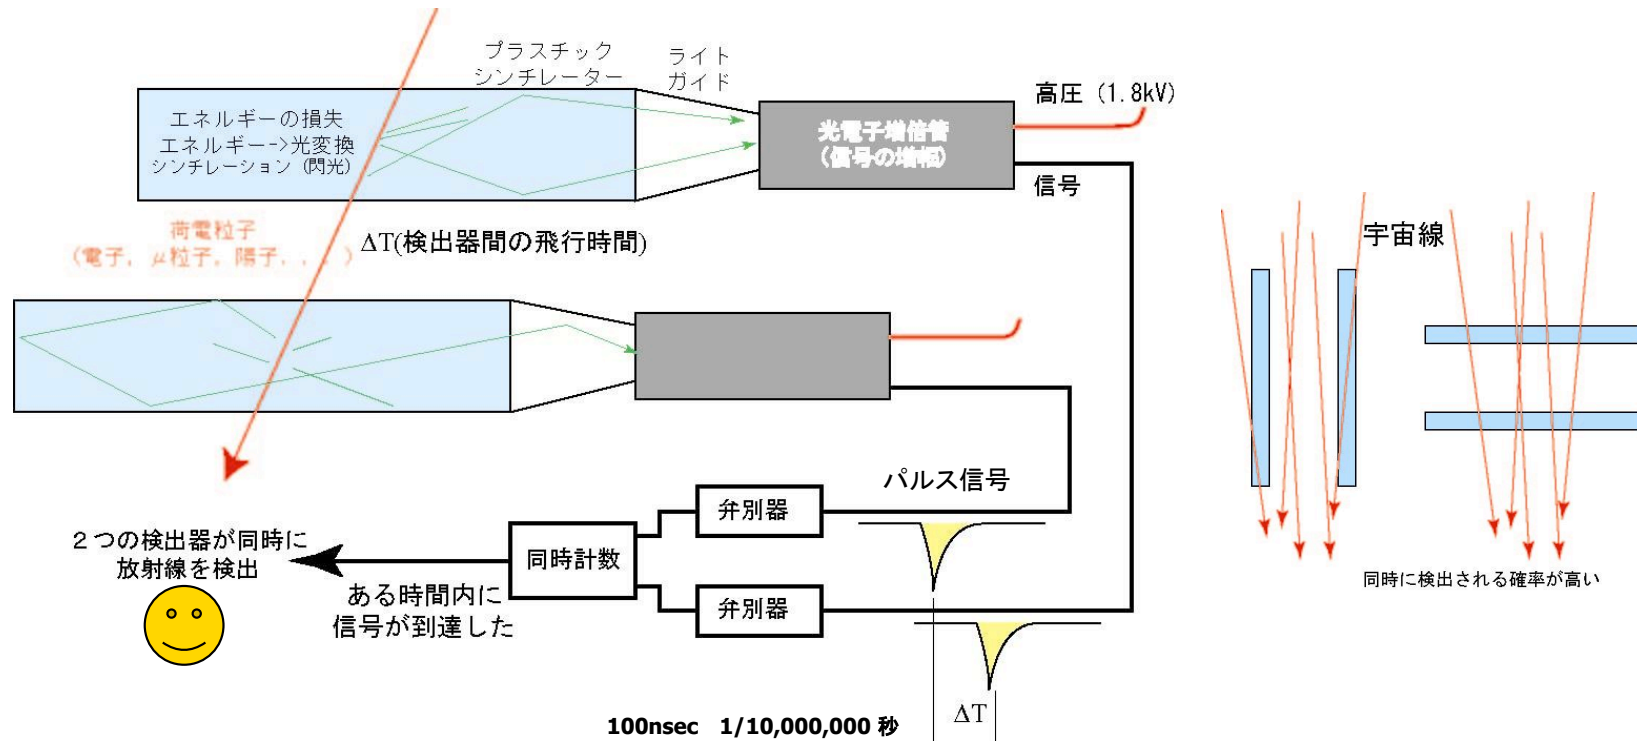 プラスチック
シンチレーター
ライト
ガイド
高圧 (1.8kV)
エネルギーの損失
エネルギー->光変換
シンチレーション (閃光)
光電子増倍管
(信号の増幅)
信号
荷電粒子
(電子, μ粒子, 陽子, . . )
ΔT(検出器間の飛行時間)
宇宙線
パルス信号
弁別器
2つの検出器が同時に
放射線を検出
同時計数
同時に検出される確率が高い
ある時間内に
信号が到達した
弁別器
ΔT
100nsec 1/10,000,000 秒